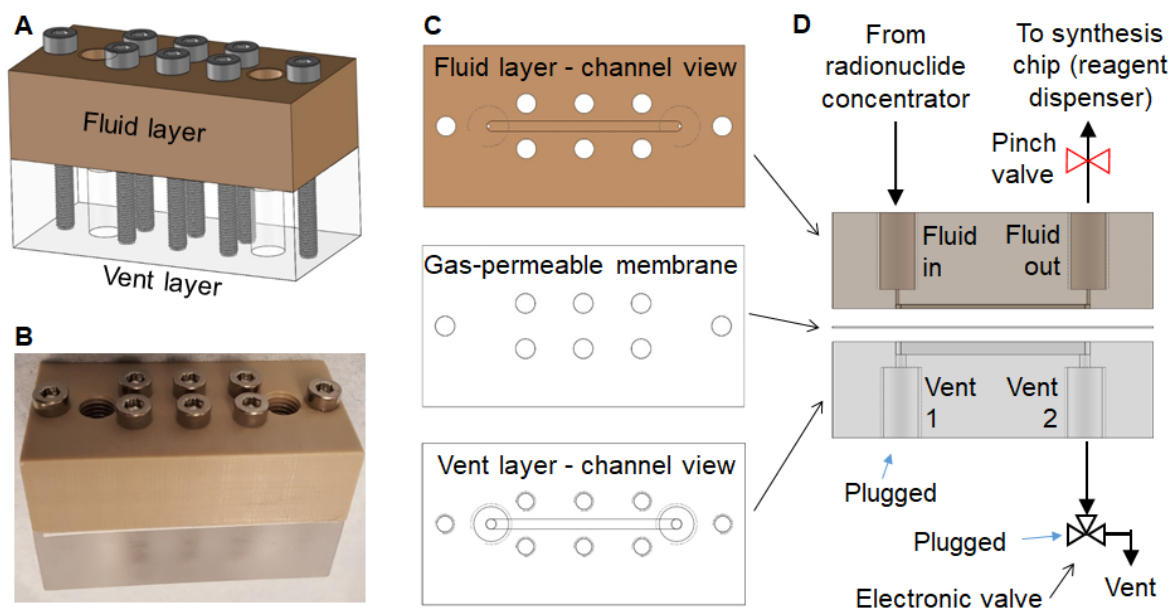 A
Fluid layer
Vent layer
B
C
Fluid layer - channel view
Gas-permeable membrane
Vent layer - channel view
D
From
radionuclide
concentrator
To synthesis
chip (reagent
dispenser)
Pinch
valve
Fluid
in
Fluid
out
Vent
1
Vent
2
Plugged
Plugged
Electronic valve
Vent